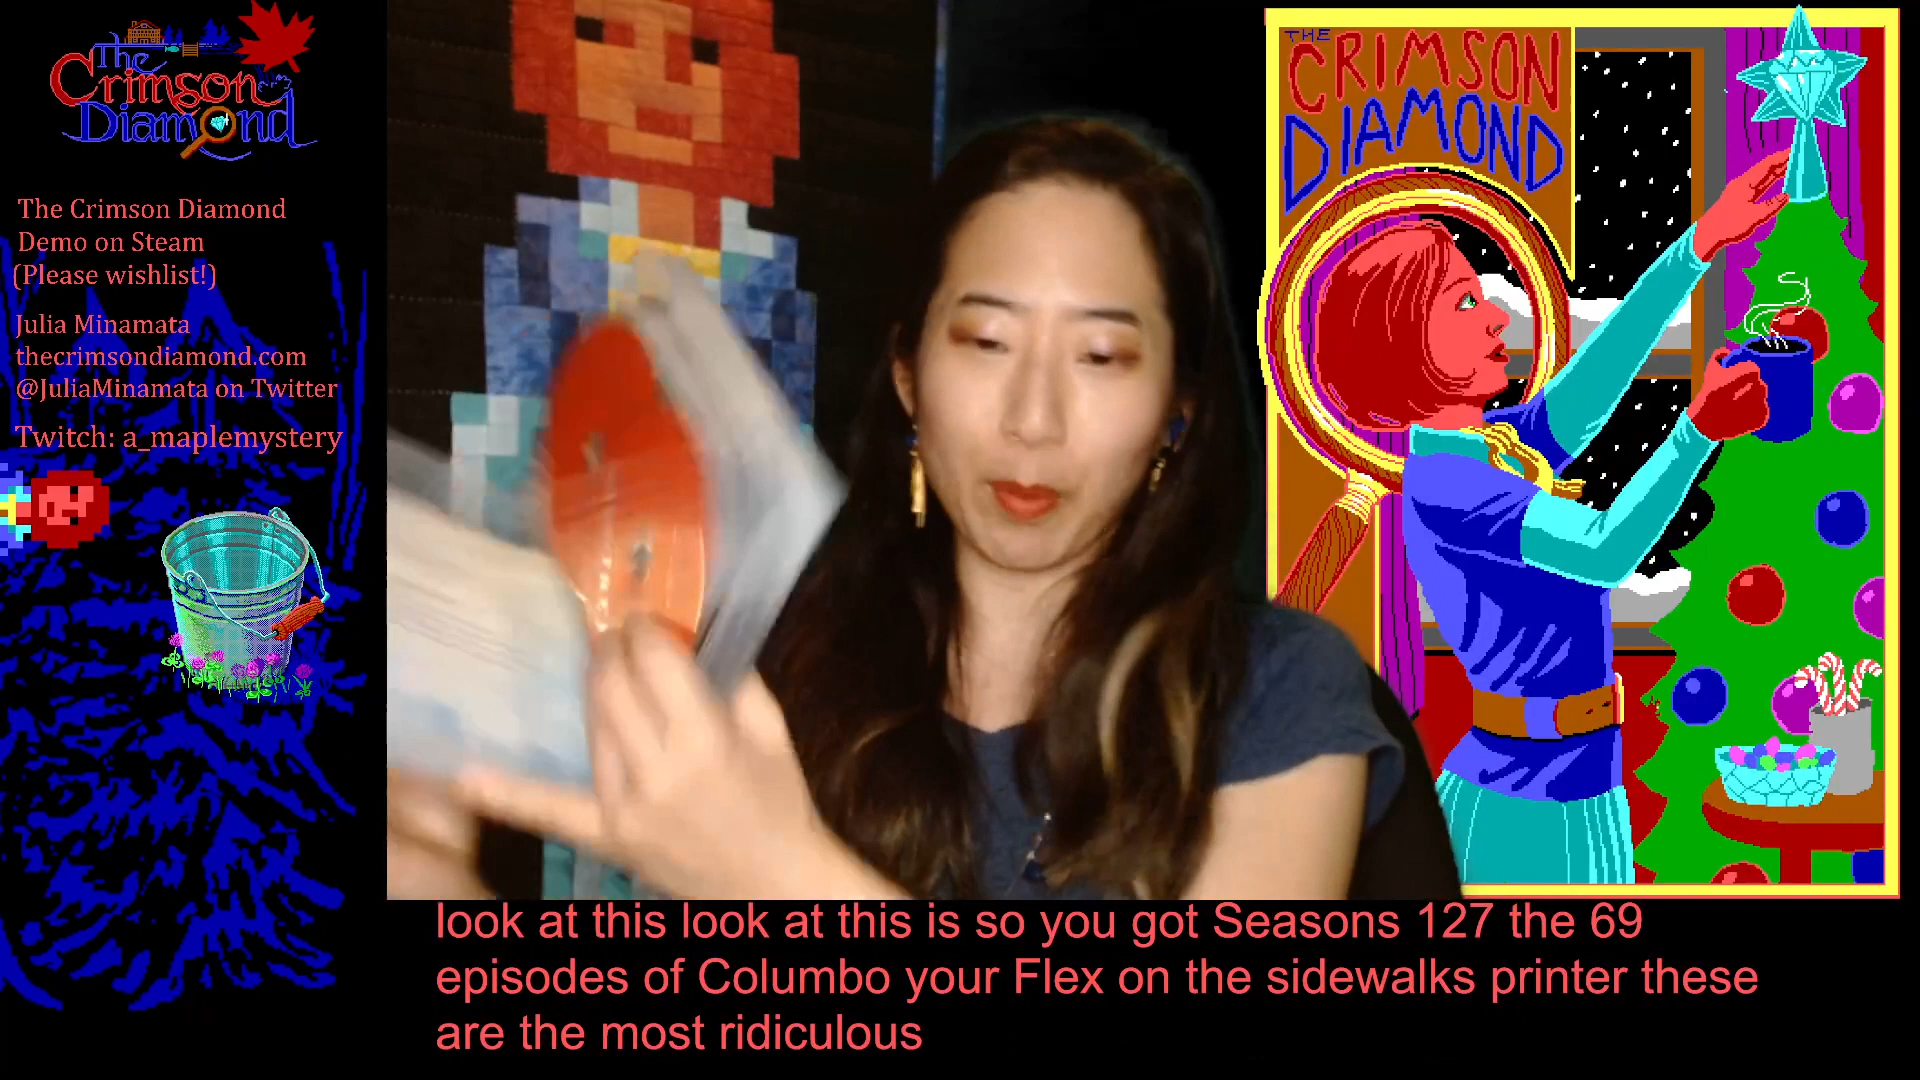 The
Crimson
Diamond
The Crimson Diamond
Demo on Steam
(Please wishlist!)
Julia Minamata
thecrimsondiamond.com
@JuliaMinamata on Twitter
Twitch: a_maplemystery
THE
CRIMSON
DIAMOND
look at this look at this is so you got Seasons 127 the 69
episodes of Columbo your Flex on the sidewalks printer these
are the most ridiculous